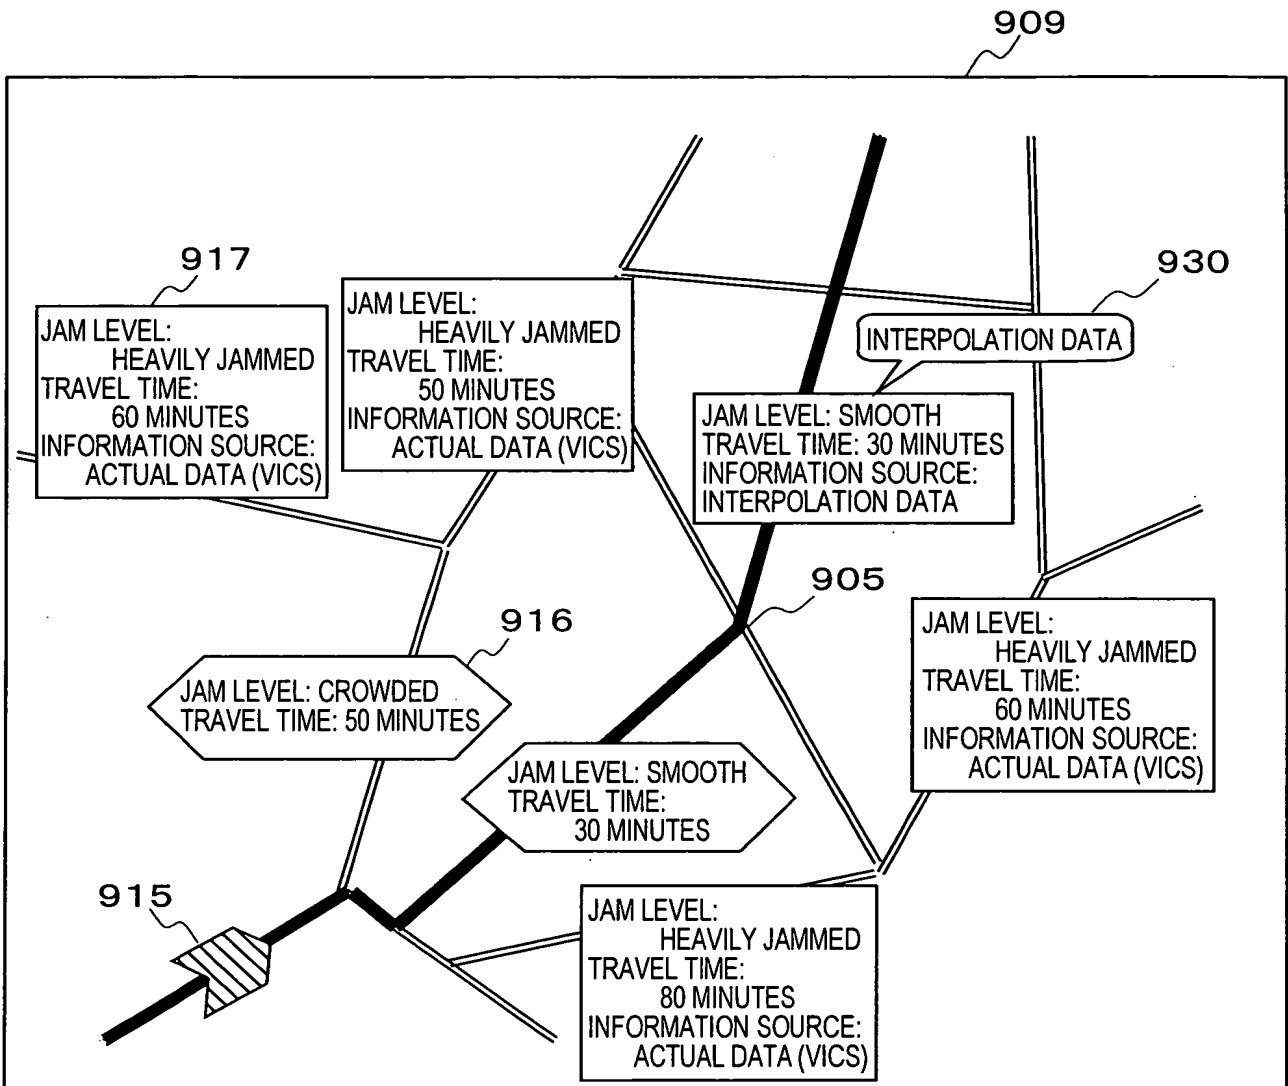 909
917
JAM LEVEL:
HEAVILY JAMMED
TRAVEL TIME:
60 MINUTES
INFORMATION SOURCE:
ACTUAL DATA (VICS)
JAM LEVEL:
HEAVILY JAMMED
TRAVEL TIME:
50 MINUTES
INFORMATION SOURCE:
ACTUAL DATA (VICS)
930
INTERPOLATION DATA
JAM LEVEL: SMOOTH
TRAVEL TIME: 30 MINUTES
INFORMATION SOURCE:
INTERPOLATION DATA
905
916
JAM LEVEL: CROWDED
TRAVEL TIME: 50 MINUTES
JAM LEVEL:
HEAVILY JAMMED
TRAVEL TIME:
60 MINUTES
INFORMATION SOURCE:
ACTUAL DATA (VICS)
JAM LEVEL: SMOOTH
TRAVEL TIME:
30 MINUTES
915
JAM LEVEL:
HEAVILY JAMMED
TRAVEL TIME:
80 MINUTES
INFORMATION SOURCE:
ACTUAL DATA (VICS)